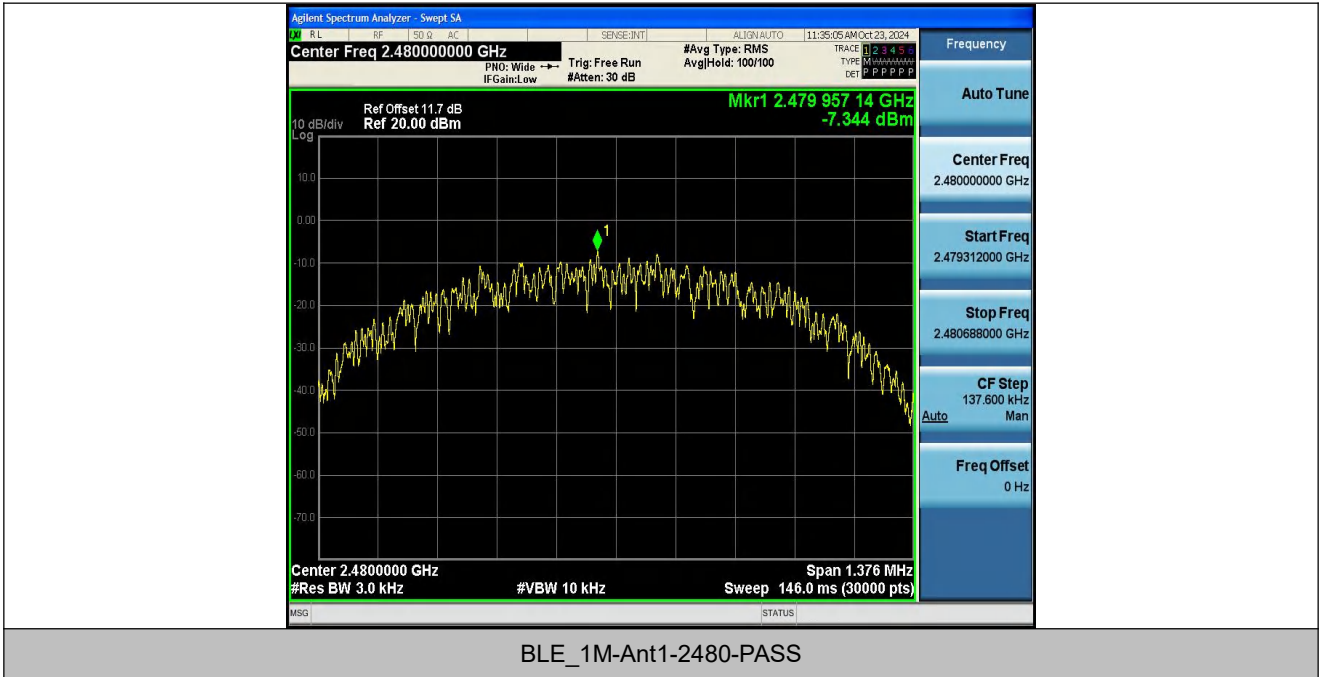 Agilent Spectrum Analyzer - Swept SA
LXI RL RF 50 Ω AC SENSE:INT ALIGN AUTO 11:35:05 AM Oct 23, 2024
Center Freq 2.480000000 GHz
PNO: Wide
IFGain:Low
Trig: Free Run
#Atten: 30 dB
#Avg Type: RMS
Avg|Hold: 100/100
TRACE 1 2 3 4 5 6
TYPE M W W W W W
DET P P P P P P
Frequency
Mkr1 2.479 957 14 GHz
-7.344 dBm
Ref Offset 11.7 dB
10 dB/div Ref 20.00 dBm
Log
10.0
0.00
-10.0
-20.0
-30.0
-40.0
-50.0
-60.0
-70.0
1
Auto Tune
Center Freq
2.480000000 GHz
Start Freq
2.479312000 GHz
Stop Freq
2.480688000 GHz
CF Step
137.600 kHz
Auto Man
Freq Offset
0 Hz
Center 2.4800000 GHz Span 1.376 MHz
#Res BW 3.0 kHz #VBW 10 kHz Sweep 146.0 ms (30000 pts)
MSG STATUS
BLE_1M-Ant1-2480-PASS